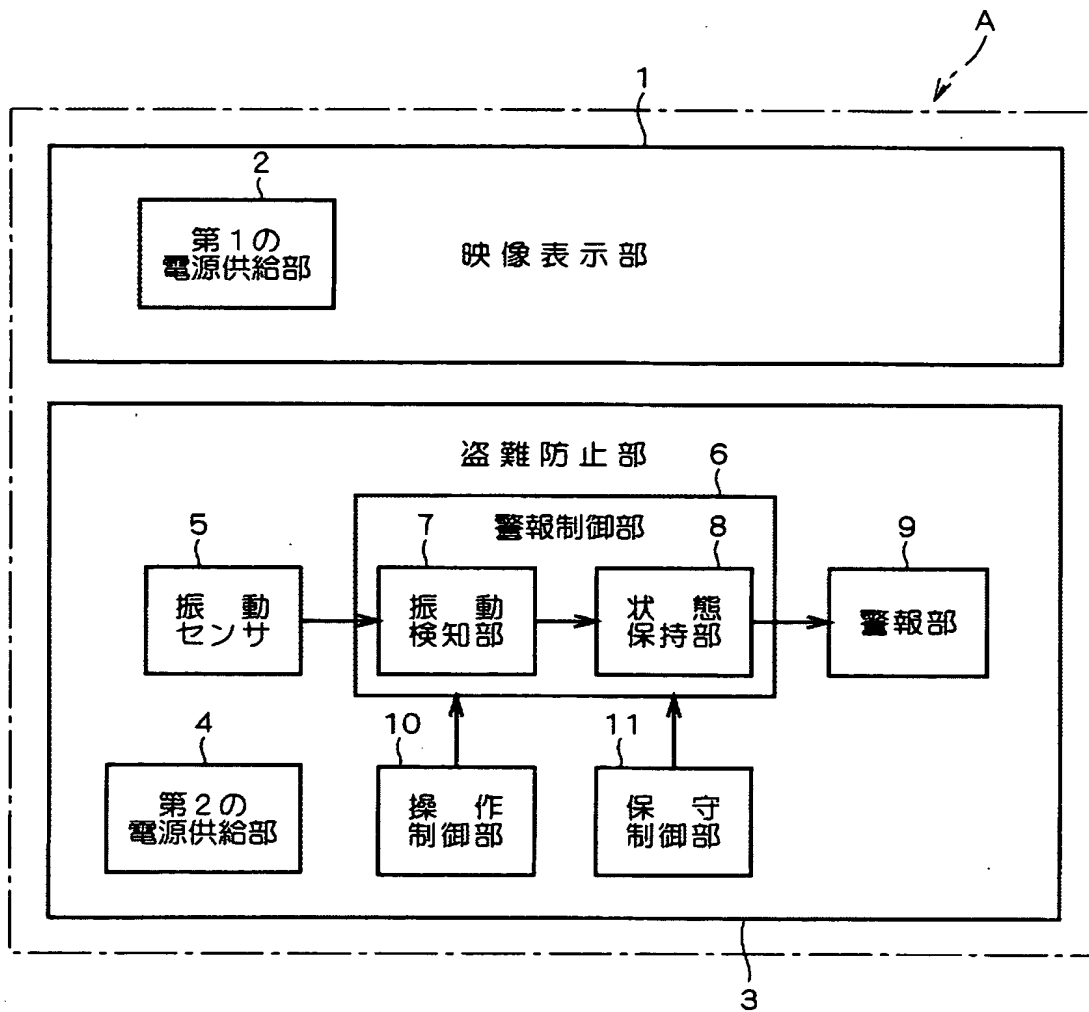 A
1
2
第1の
電源供給部
映像表示部
盗難防止部
6
警報制御部
5
振動
センサ
7
振動
検知部
8
状態
保持部
9
警報部
4
第2の
電源供給部
10
操作
制御部
11
保守
制御部
3